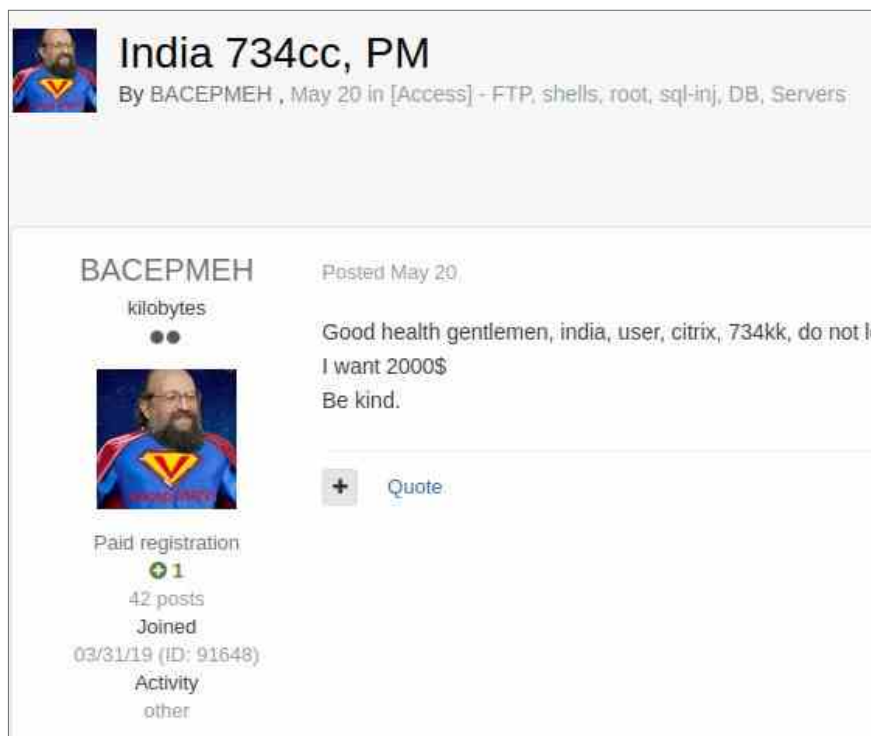 India 734cc, PM
By BACEPMEH , May 20 in [Access] - FTP, shells, root, sql-inj, DB, Servers
BACEPMEH
kilobytes
Paid registration
1
42 posts
Joined
03/31/19 (ID: 91648)
Activity
other
Posted May 20
Good health gentlemen, india, user, citrix, 734kk, do not
I want 2000$
Be kind.
+ Quote